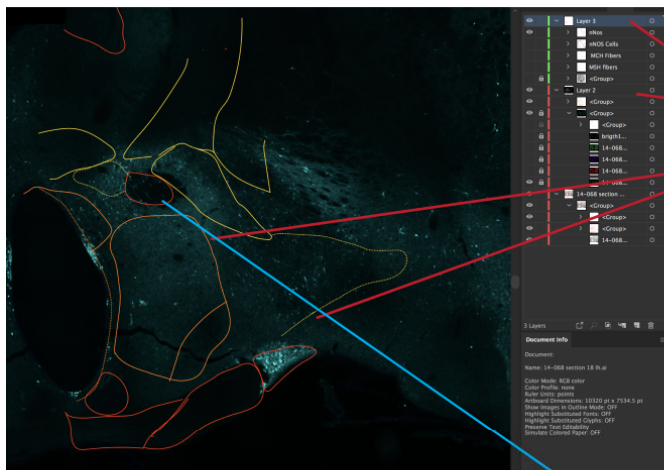 Layer 3
nNos
nNOS Cells
MCH Fibers
MSH fibers
<Group>
Layer 2
<Group>
<Group>
<Group>
brigth1...
14-068...
14-068...
14-068...
14-068...
14-068 section ...
<Group>
<Group>
<Group>
14-068...
3 Layers
Document Info
Document:
Name: 14-068 section 18 lh.ai
Color Mode: RGB color
Color Profile: none
Ruler Units: points
Artboard Dimensions: 10320 pt x 7534.5 pt
Show Images in Outline Mode: OFF
Highlight Substituted Fonts: OFF
Highlight Substituted Glyphs: OFF
Preserve Text Editability
Simulate Colored Paper: OFF